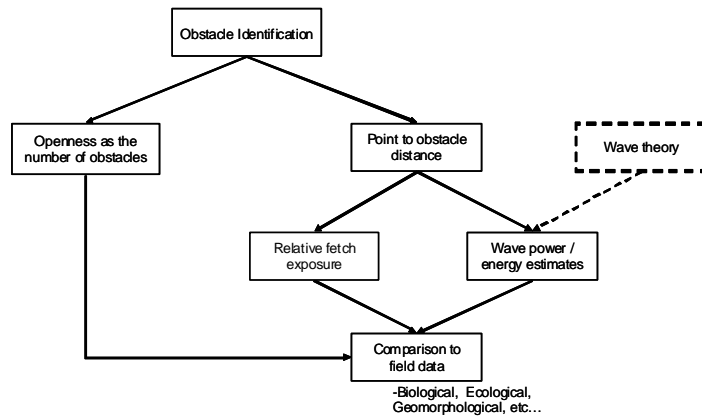 Obstacle Identification
Openness as the
number of obstacles
Point to obstacle
distance
Wave theory
Relative fetch
exposure
Wave power /
energy estimates
Comparison to
field data
-Biological, Ecological,
Geomorphological, etc…